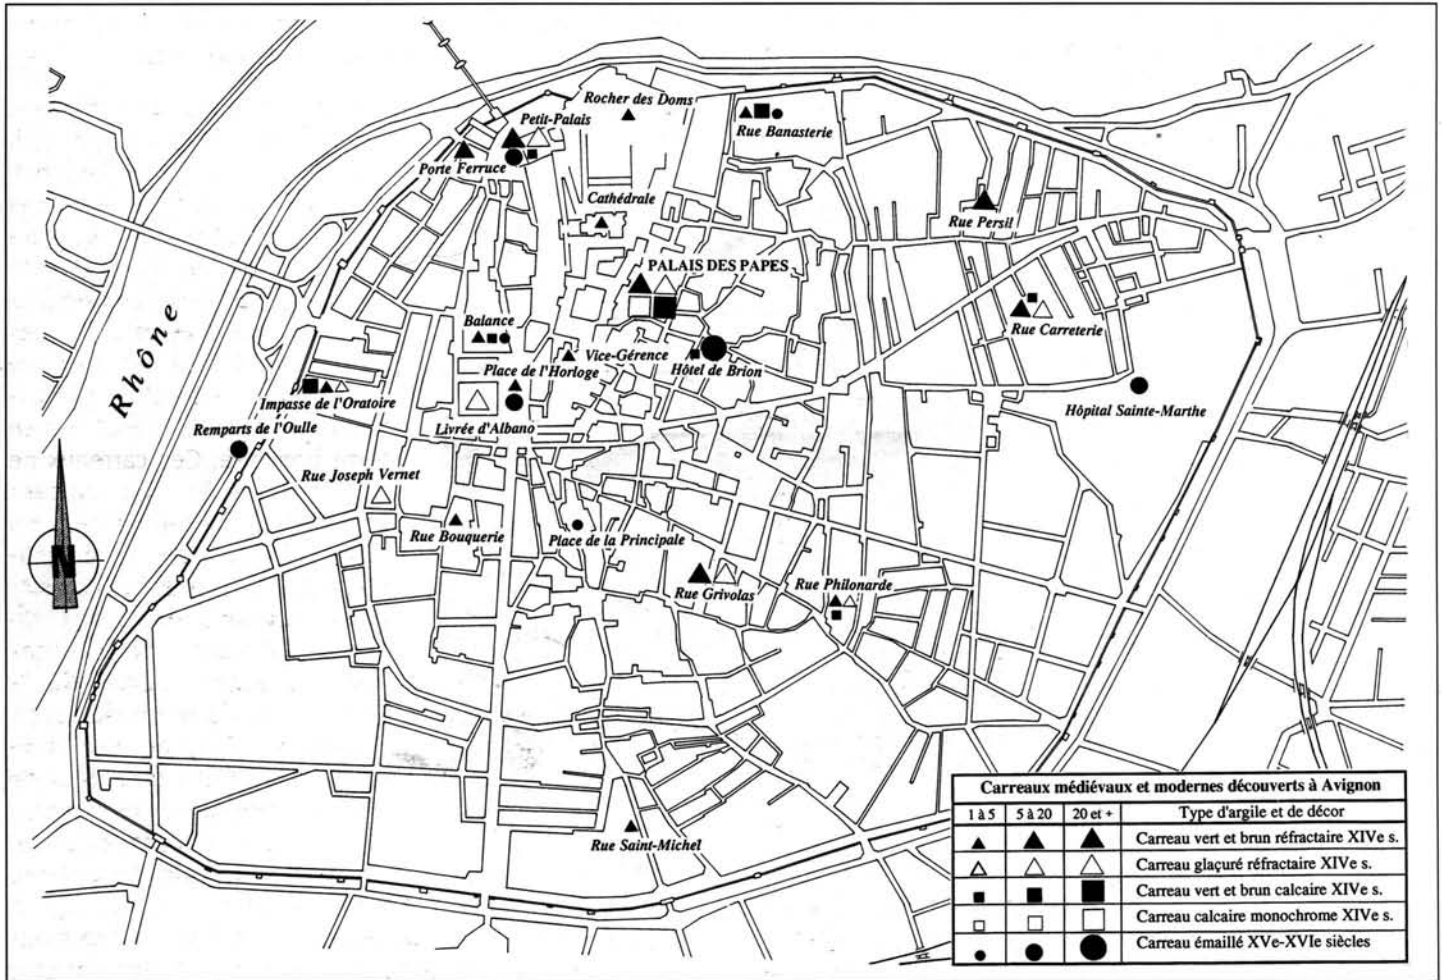 Rocher des Doms
Petit-Palais
Rue Banasterie
Porte Ferruce
Cathédrale
Rue Persil
PALAIS DES PAPES
Rue Carreterie
Balance
Vice-Gérence
Place de l'Horloge
Hôtel de Brion
Rhône
Impasse de l'Oratoire
Hôpital Sainte-Marthe
Remparts de l'Oulle
Livrée d'Albano
Rue Joseph Vernet
Rue Bouquerie
Place de la Principale
N
Rue Grivolas
Rue Philonarde
Rue Saint-Michel
Carreaux médiévaux et modernes découverts à Avignon
1 à 5 5 à 20 20 et + Type d'argile et de décor
Carreau vert et brun réfractaire XIVe s.
Carreau glaçuré réfractaire XIVe s.
Carreau vert et brun calcaire XIVe s.
Carreau calcaire monochrome XIVe s.
Carreau émaillé XVe-XVIe siècles